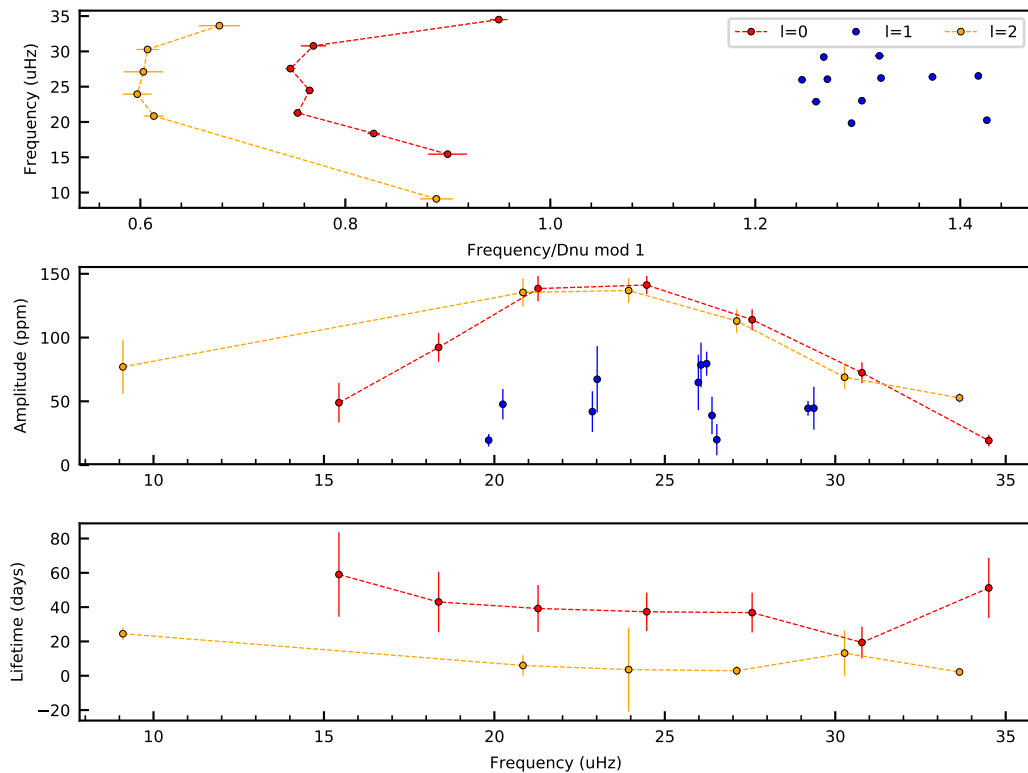 35
30
25
20
15
10
Frequency (uHz)
l=0 l=1 l=2
0.6 0.8 1.0 1.2 1.4
Frequency/Dnu mod 1
150
100
50
0
Amplitude (ppm)
10 15 20 25 30 35
80
60
40
20
0
−20
Lifetime (days)
10 15 20 25 30 35
Frequency (uHz)